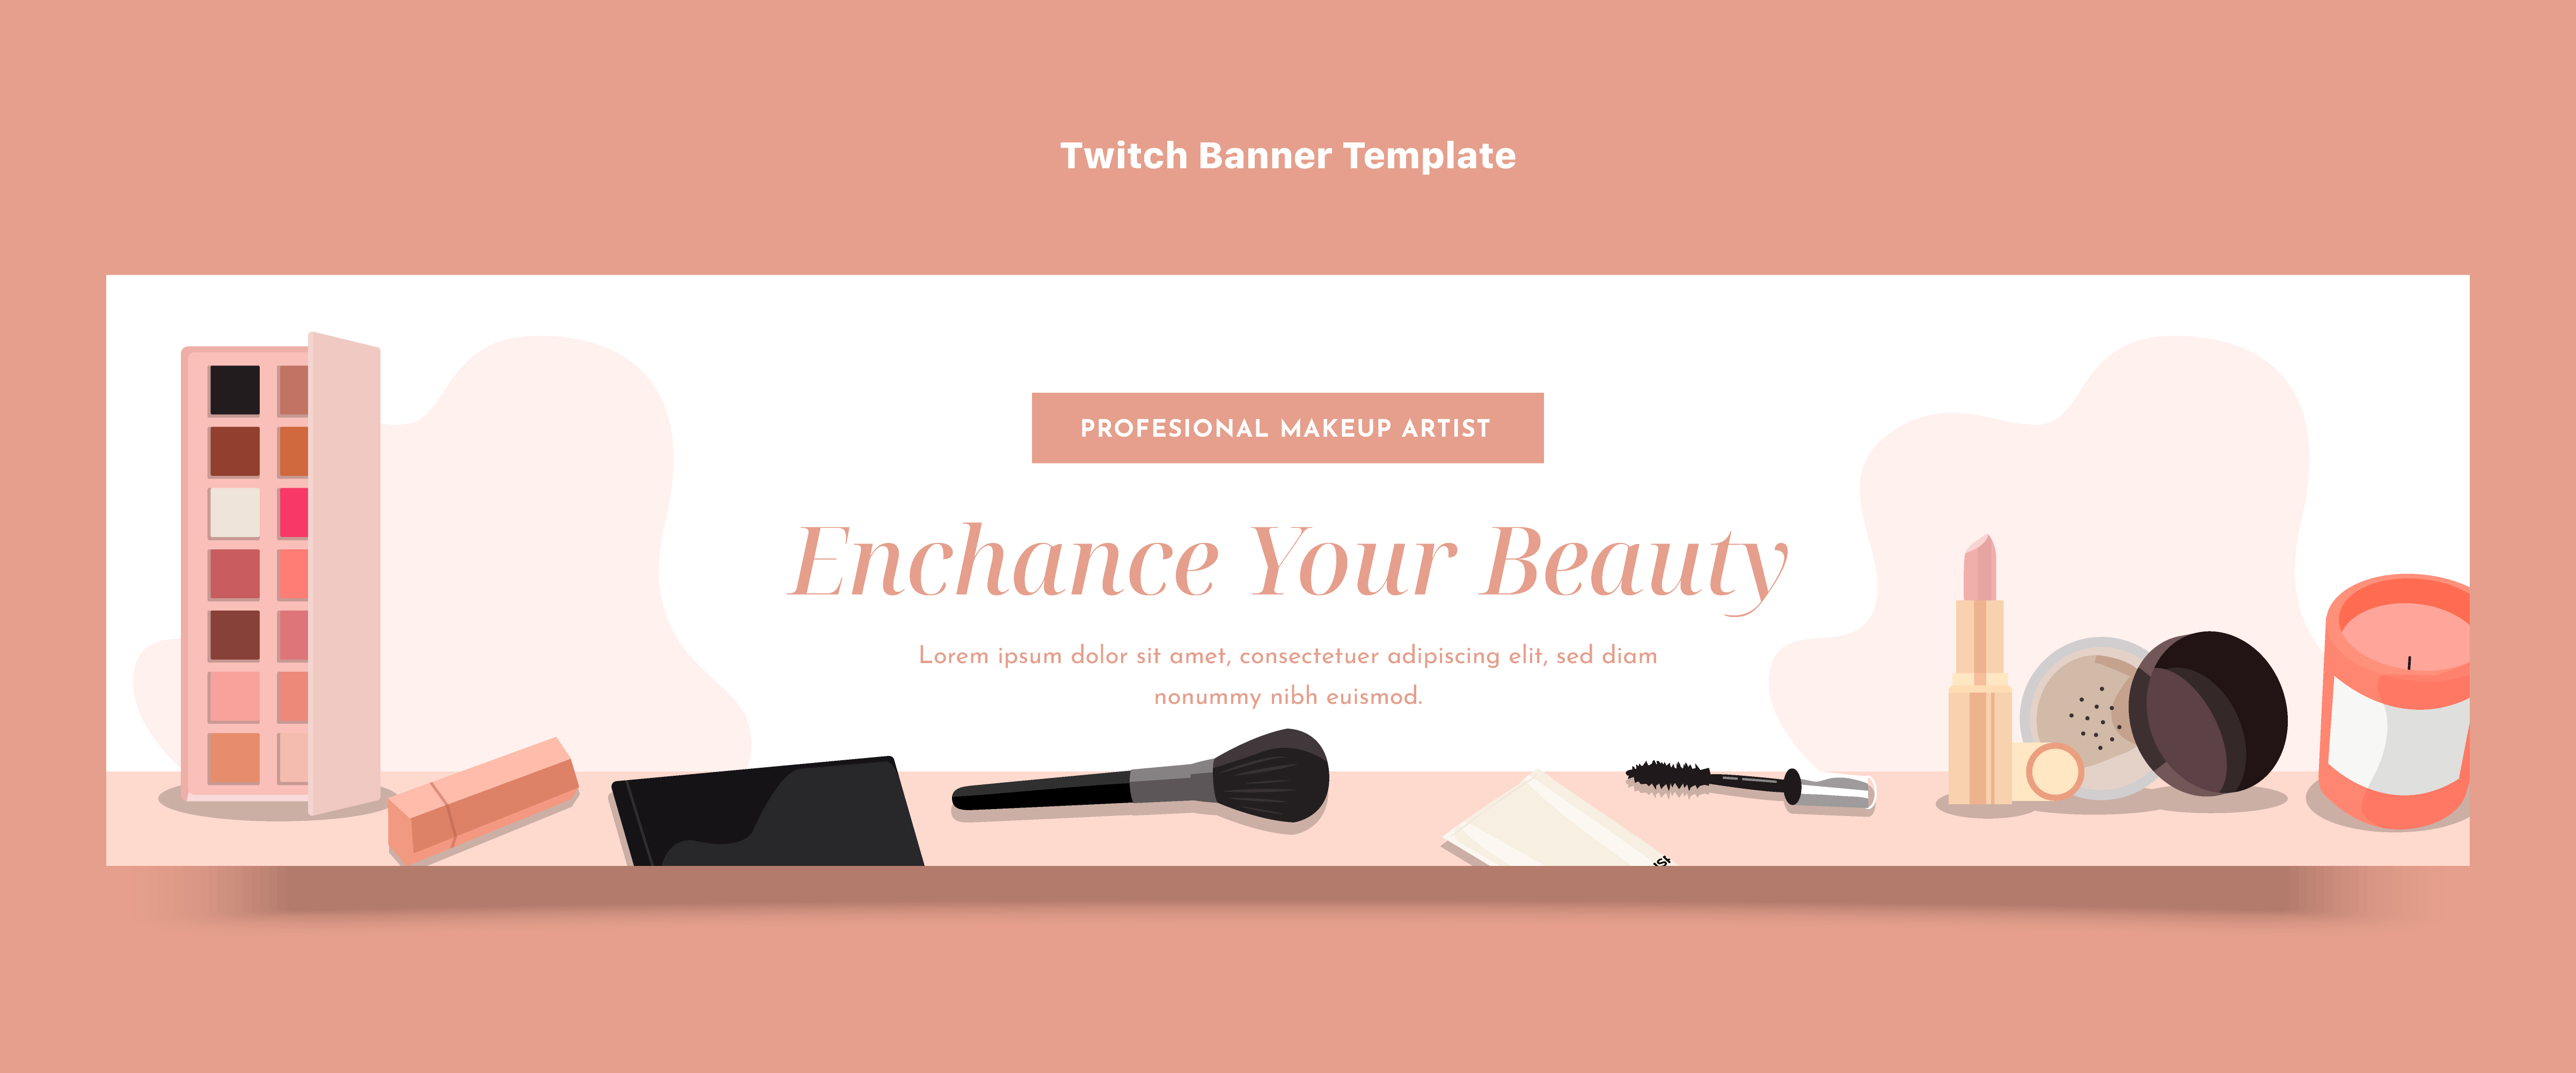 Twitch Banner Template
PROFESIONAL MAKEUP ARTIST
Enchance Your Beauty
Lorem ipsum dolor sit amet, consectetuer adipiscing elit, sed diam
nonummy nibh euismod.